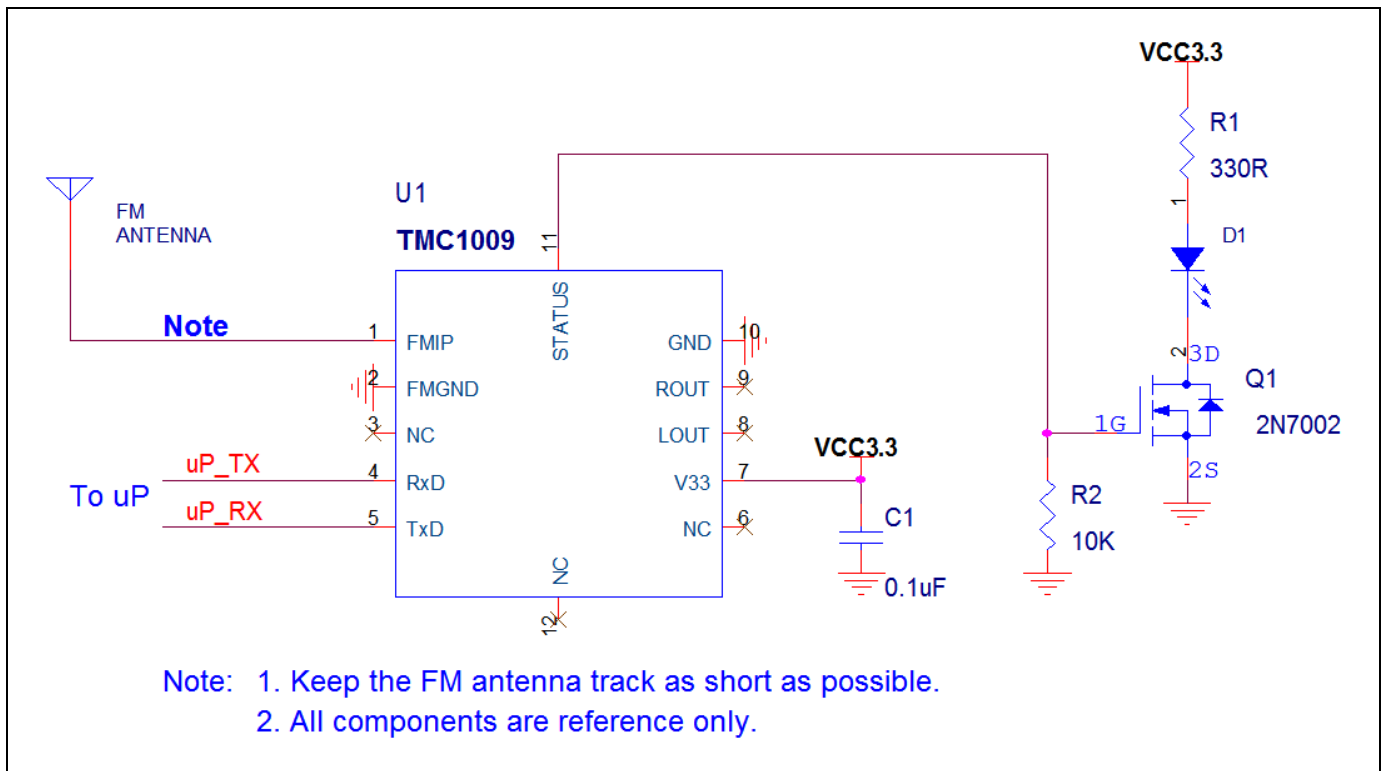 VCC3.3
R1
330R
1
D1
2
3D
Q1
2N7002
1G
2S
R2
10K
FM
ANTENNA
U1
TMC1009
11
STATUS
Note
1
FMIP
2
FMGND
3
NC
To uP
uP_TX
4
RxD
uP_RX
5
TxD
NC
12
GND
10
ROUT
9
LOUT
8
V33
7
NC
6
VCC3.3
C1
0.1uF
Note: 1. Keep the FM antenna track as short as possible.
2. All components are reference only.